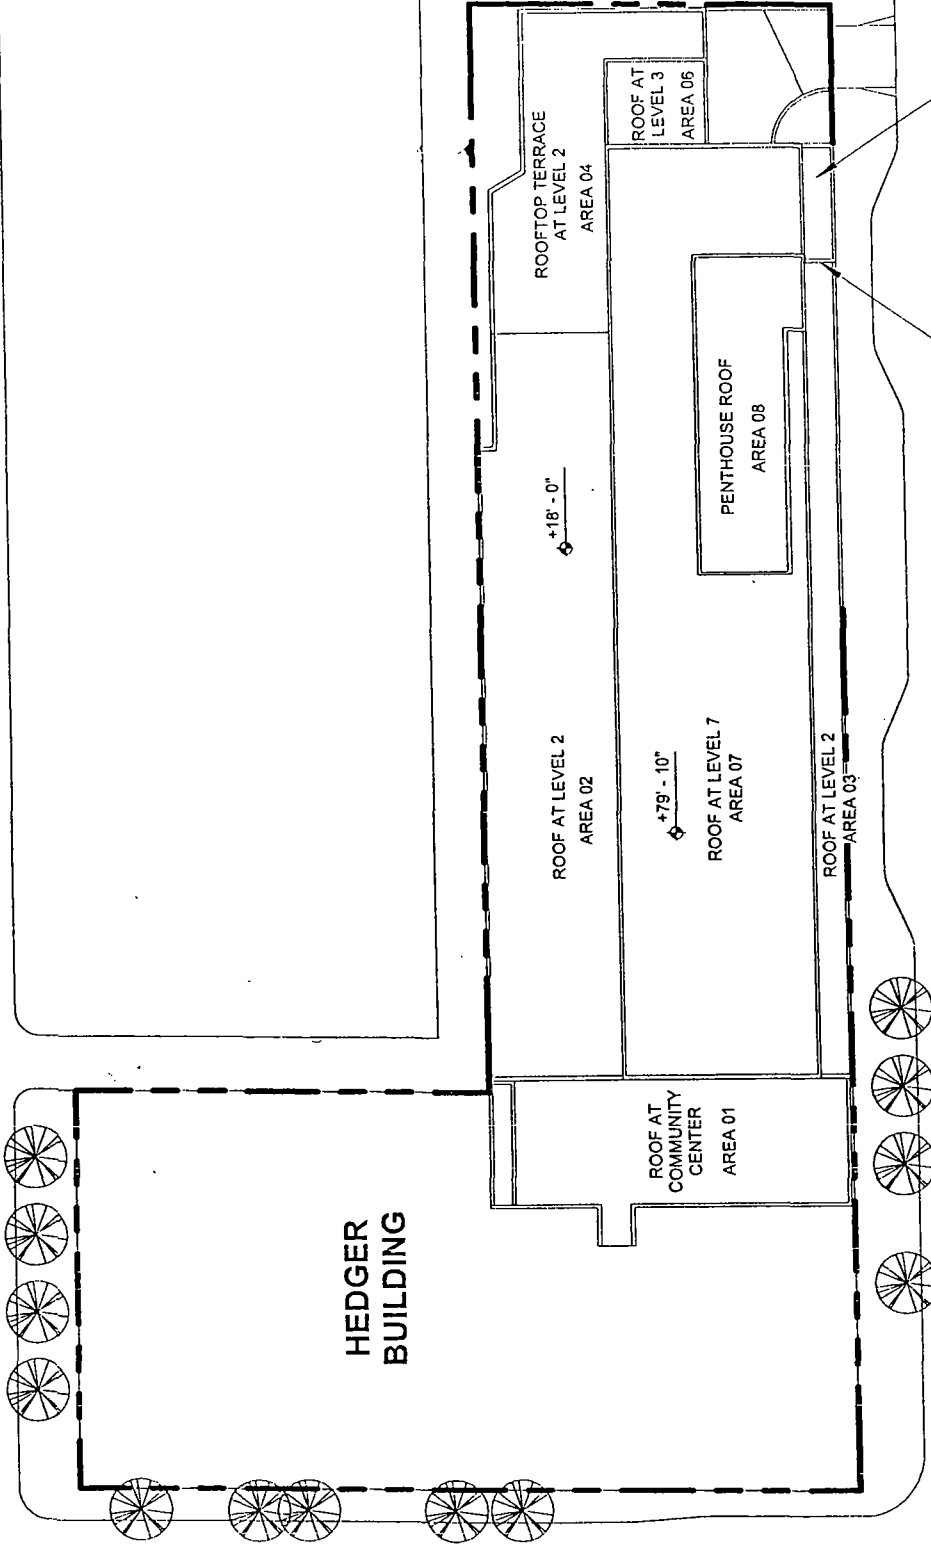 ROOF AT
LEVEL 3
AREA 06
ROOFTOP TERRACE
AT LEVEL 2
AREA 04
PENTHOUSE ROOF
AREA 08
+18' - 0"
ROOF AT LEVEL 2
AREA 02
+79' - 10"
ROOF AT LEVEL 7
AREA 07
ROOF AT LEVEL 2
AREA 03
ROOF AT
COMMUNITY
CENTER
AREA 01
HEDGER
BUILDING